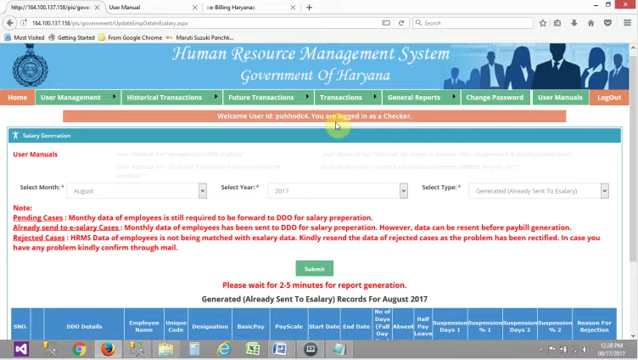 http://164.100.137.../pis/government/...
User Manual
e-Billing Haryana
164.100.137.../pis/government/UpdateEmpDatainEsalary.aspx
Search
Most Visited
Getting Started
From Google Chrome
Maruti Suzuki Panchk...
Human Resource Management System
Government Of Haryana
Home
User Management
Historical Transactions
Future Transactions
Transactions
General Reports
Change Password
User Manuals
LogOut
Welcome User Id: puhhodc4. You are logged in as a Checker.
Salary Generation
User Manuals
Select Month: *
August
Select Year: *
2017
Select Type: *
Generated (Already Sent To Esalary)
Note:
Pending Cases : Monthy data of employees is still required to be forward to DDO for salary preperation.
Already send to e-salary Cases : Monthly data of employees has been sent to DDO for salary preperation. However, data can be resent before paybill generation.
Rejected Cases : HRMS Data of employees is not being matched with esalary data. Kindly resend the data of rejected cases as the problem has been rectified. In case you
have any problem kindly confirm through mail.
Submit
Please wait for 2-5 minutes for report generation.
Generated (Already Sent To Esalary) Records For August 2017
SNO.
DDO Details
Employee Name
Unique Code
Designation
BasicPay
PayScale
Start Date
End Date
No of Days (Full Day
Absent
Half Pay Leave
Suspension Days 1
Suspension % 1
Suspension Days 2
Suspension % 2
Reason For Rejection
12:28 PM
08/17/2017